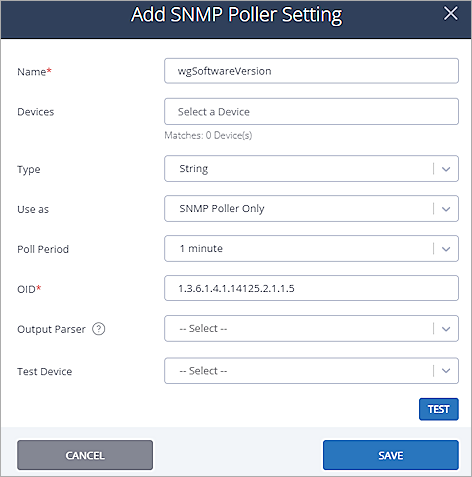 Add SNMP Poller Setting
Name* wgSoftwareVersion
Devices Select a Device
Matches: 0 Device(s)
Type String
Use as SNMP Poller Only
Poll Period 1 minute
OID* 1.3.6.1.4.1.14125.2.1.1.5
Output Parser ? -- Select --
Test Device -- Select --
TEST
CANCEL SAVE